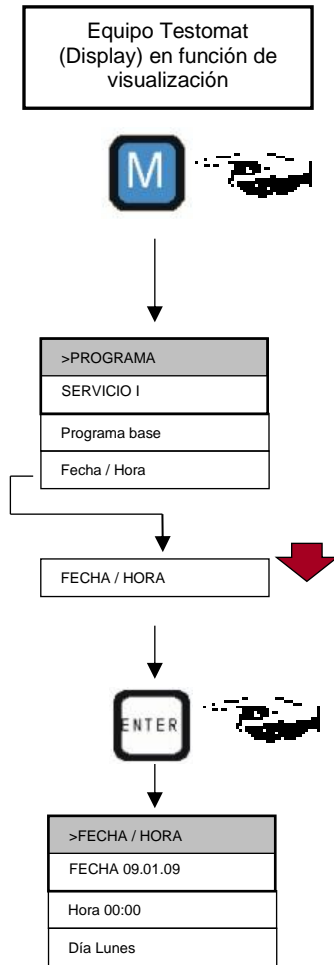 Equipo Testomat
(Display) en función de
visualización
M
>PROGRAMA
SERVICIO I
Programa base
Fecha / Hora
FECHA / HORA
ENTER
>FECHA / HORA
FECHA 09.01.09
Hora 00:00
Día Lunes